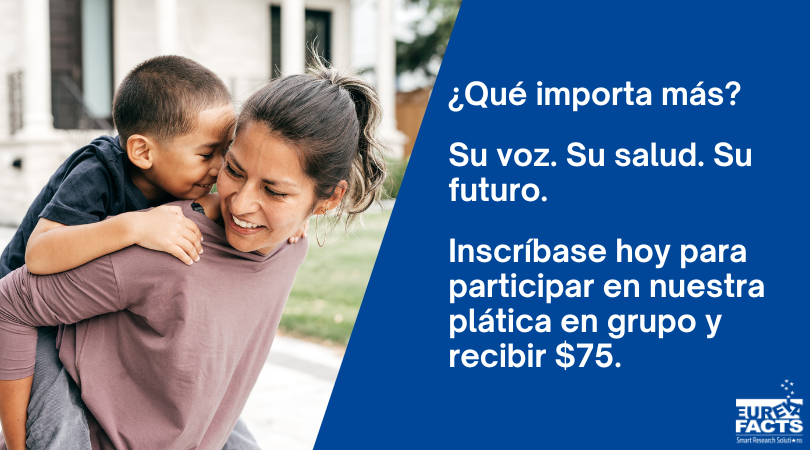 ¿Qué importa más?
Su voz. Su salud. Su
futuro.
Inscríbase hoy para
participar en nuestra
plática en grupo y
recibir $75.
EUREKA
FACTS
Smart Research Solutions